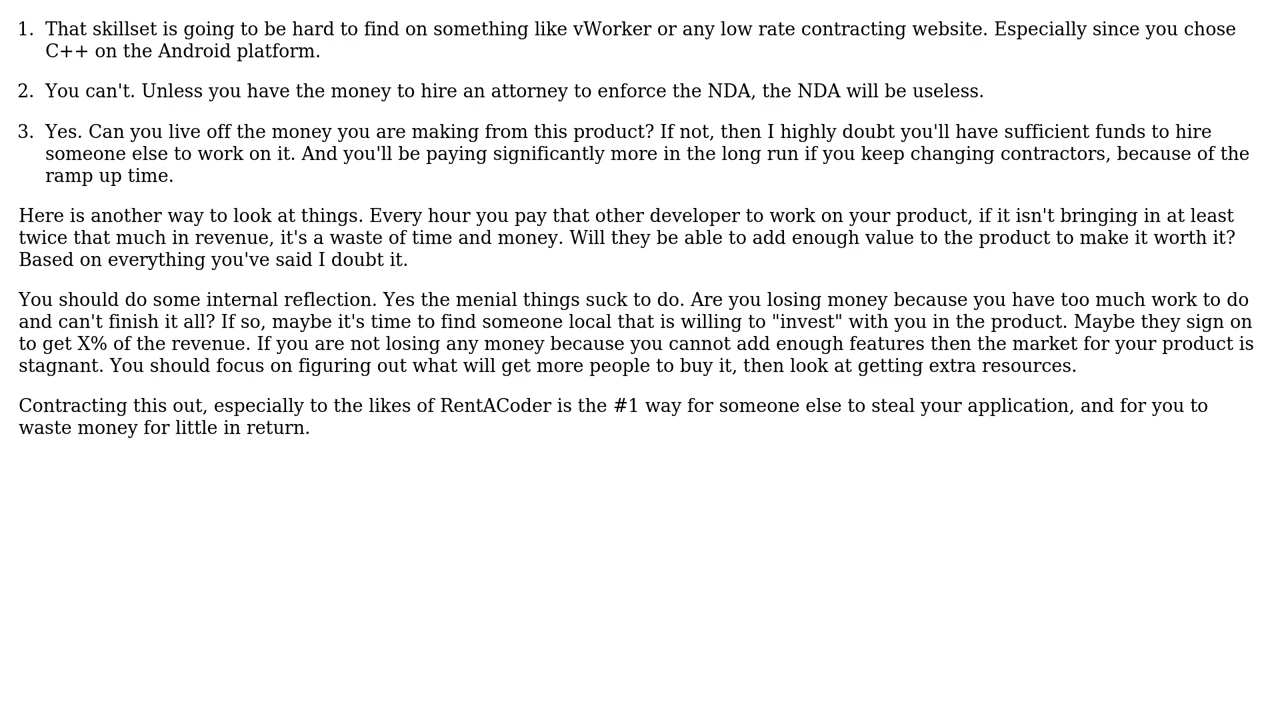 1. That skillset is going to be hard to find on something like vWorker or any low rate contracting website. Especially since you chose
C++ on the Android platform.
2. You can't. Unless you have the money to hire an attorney to enforce the NDA, the NDA will be useless.
3. Yes. Can you live off the money you are making from this product? If not, then I highly doubt you'll have sufficient funds to hire
someone else to work on it. And you'll be paying significantly more in the long run if you keep changing contractors, because of the
ramp up time.
Here is another way to look at things. Every hour you pay that other developer to work on your product, if it isn't bringing in at least
twice that much in revenue, it's a waste of time and money. Will they be able to add enough value to the product to make it worth it?
Based on everything you've said I doubt it.
You should do some internal reflection. Yes the menial things suck to do. Are you losing money because you have too much work to do
and can't finish it all? If so, maybe it's time to find someone local that is willing to "invest" with you in the product. Maybe they sign on
to get X% of the revenue. If you are not losing any money because you cannot add enough features then the market for your product is
stagnant. You should focus on figuring out what will get more people to buy it, then look at getting extra resources.
Contracting this out, especially to the likes of RentACoder is the #1 way for someone else to steal your application, and for you to
waste money for little in return.